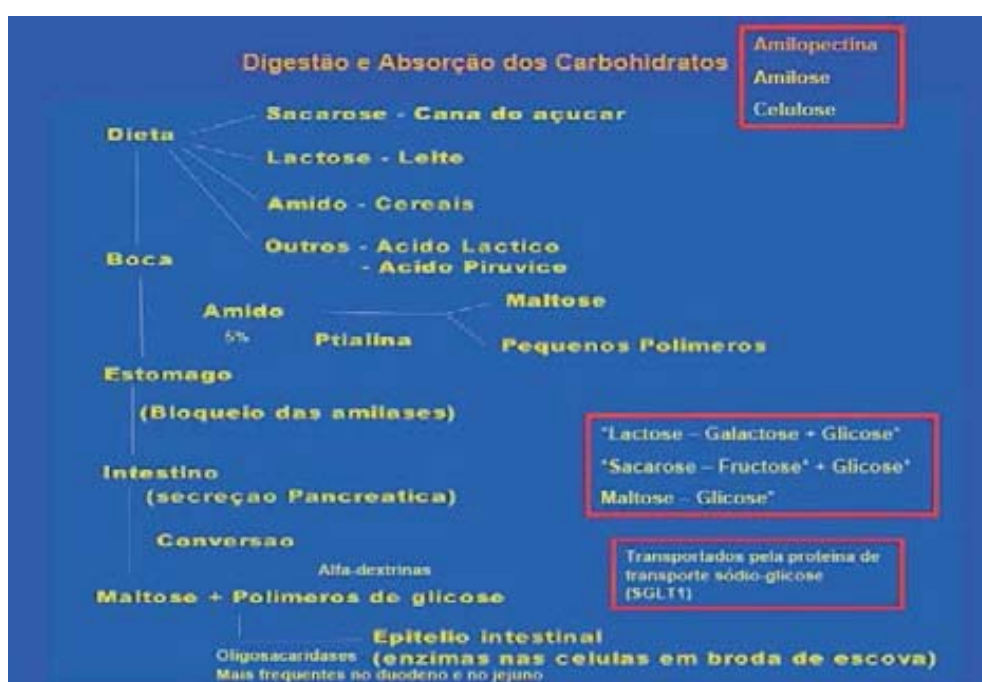 Digestão e Absorção dos Carbohidratos
Amilopectina
Amilose
Celulose
Dieta
Sacarose - Cana do açucar
Lactose - Leite
Amido - Cereais
Outros - Acido Lactico
- Acido Piruvico
Boca
Amido
5%
Ptialina
Maltose
Pequenos Polimeros
Estomago
(Bloqueio das amilases)
Intestino
(secreçao Pancreatica)
Conversao
Alfa-dextrinas
Maltose + Polimeros de glicose
Epitelio intestinal
Oligosacaridases (enzimas nas celulas em broda de escova)
Mais frequentes no duodeno e no jejuno
*Lactose – Galactose + Glicose*
*Sacarose – Fructose* + Glicose*
Maltose – Glicose*
Transportados pela proteina de
transporte sódio-glicose
(SGLT1)